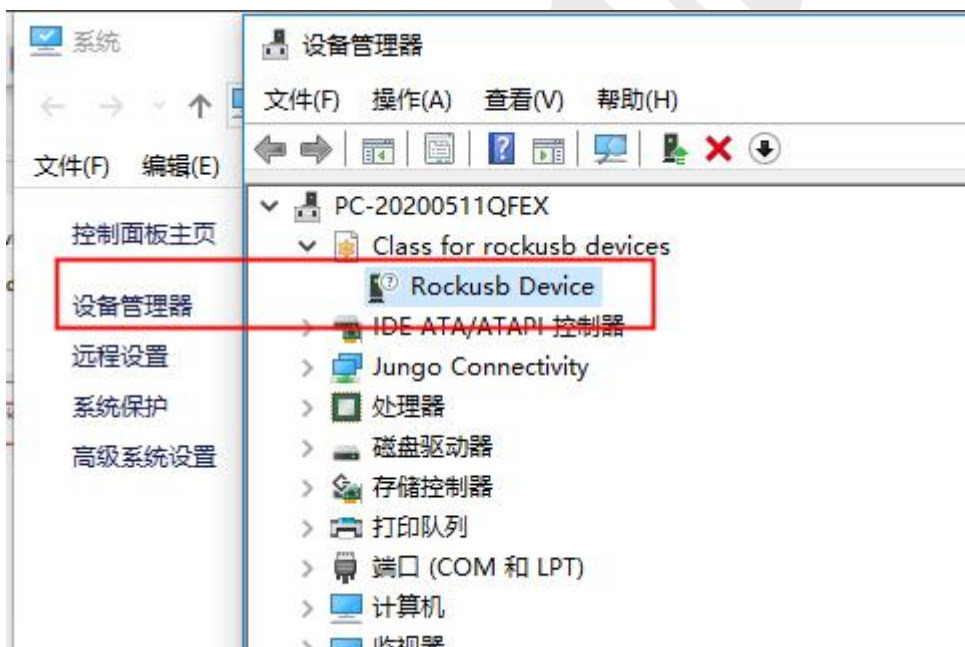 系统
文件(F) 编辑(E)
控制面板主页
设备管理器
远程设置
系统保护
高级系统设置
设备管理器
文件(F) 操作(A) 查看(V) 帮助(H)
PC-20200511QFEX
Class for rockusb devices
Rockusb Device
IDE ATA/ATAPI 控制器
Jungo Connectivity
处理器
磁盘驱动器
存储控制器
打印队列
端口 (COM 和 LPT)
计算机
监视器